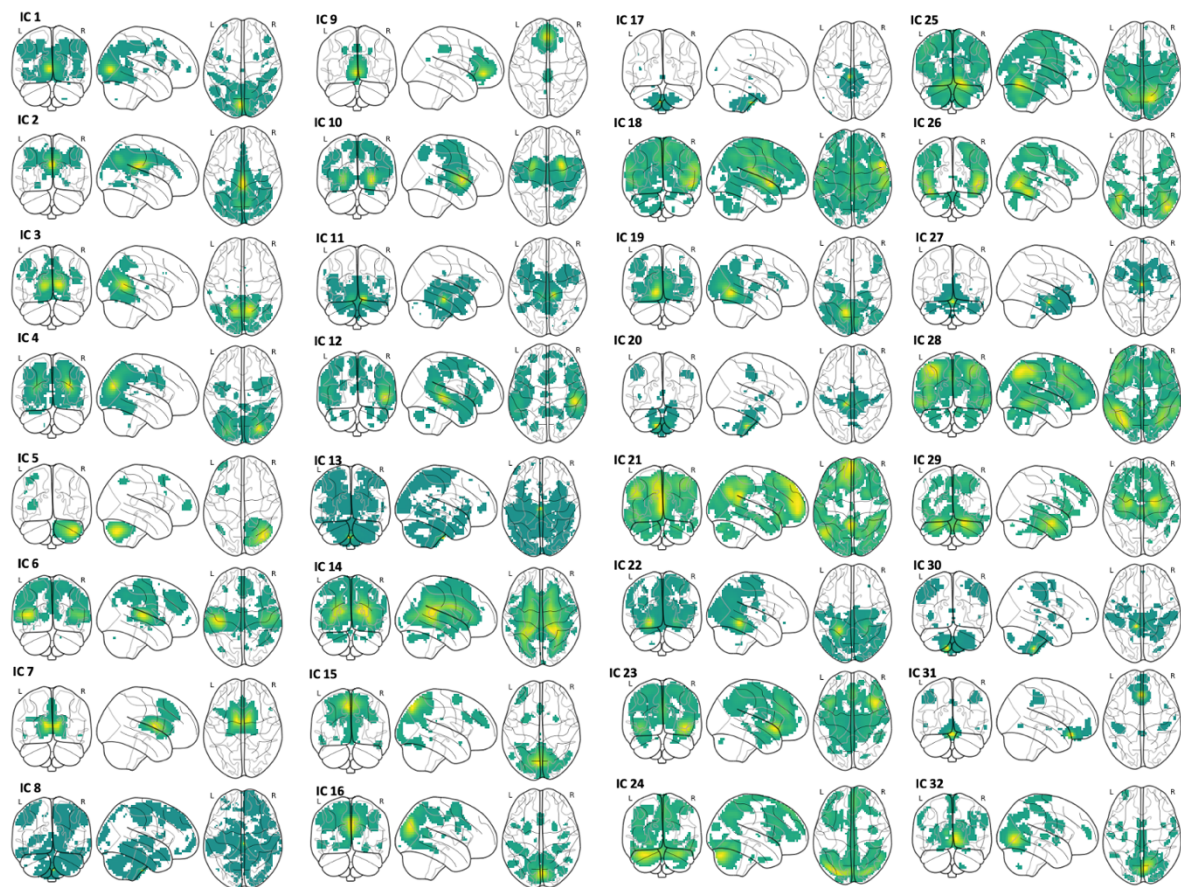 IC 1 IC 9 IC 17 IC 25
L R L R L R L R L R L R L R L R
IC 2 IC 10 IC 18 IC 26
L R L R L R L R L R L R L R L R
IC 3 IC 11 IC 19 IC 27
L R L R L R L R L R L R L R L R
IC 4 IC 12 IC 20 IC 28
L R L R L R L R L R L R L R L R
IC 5 IC 13 IC 21 IC 29
L R L R L R L R L R L R L R L R
IC 6 IC 14 IC 22 IC 30
L R L R L R L R L R L R L R L R
IC 7 IC 15 IC 23 IC 31
L R L R L R L R L R L R L R L R
IC 8 IC 16 IC 24 IC 32
L R L R L R L R L R L R L R L R